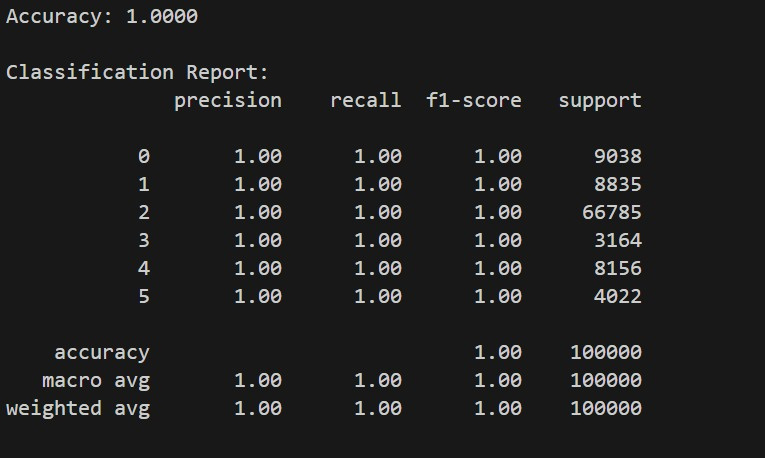 Accuracy: 1.0000
Classification Report:
precision recall f1-score support
0 1.00 1.00 1.00 9038
1 1.00 1.00 1.00 8835
2 1.00 1.00 1.00 66785
3 1.00 1.00 1.00 3164
4 1.00 1.00 1.00 8156
5 1.00 1.00 1.00 4022
accuracy 1.00 100000
macro avg 1.00 1.00 1.00 100000
weighted avg 1.00 1.00 1.00 100000